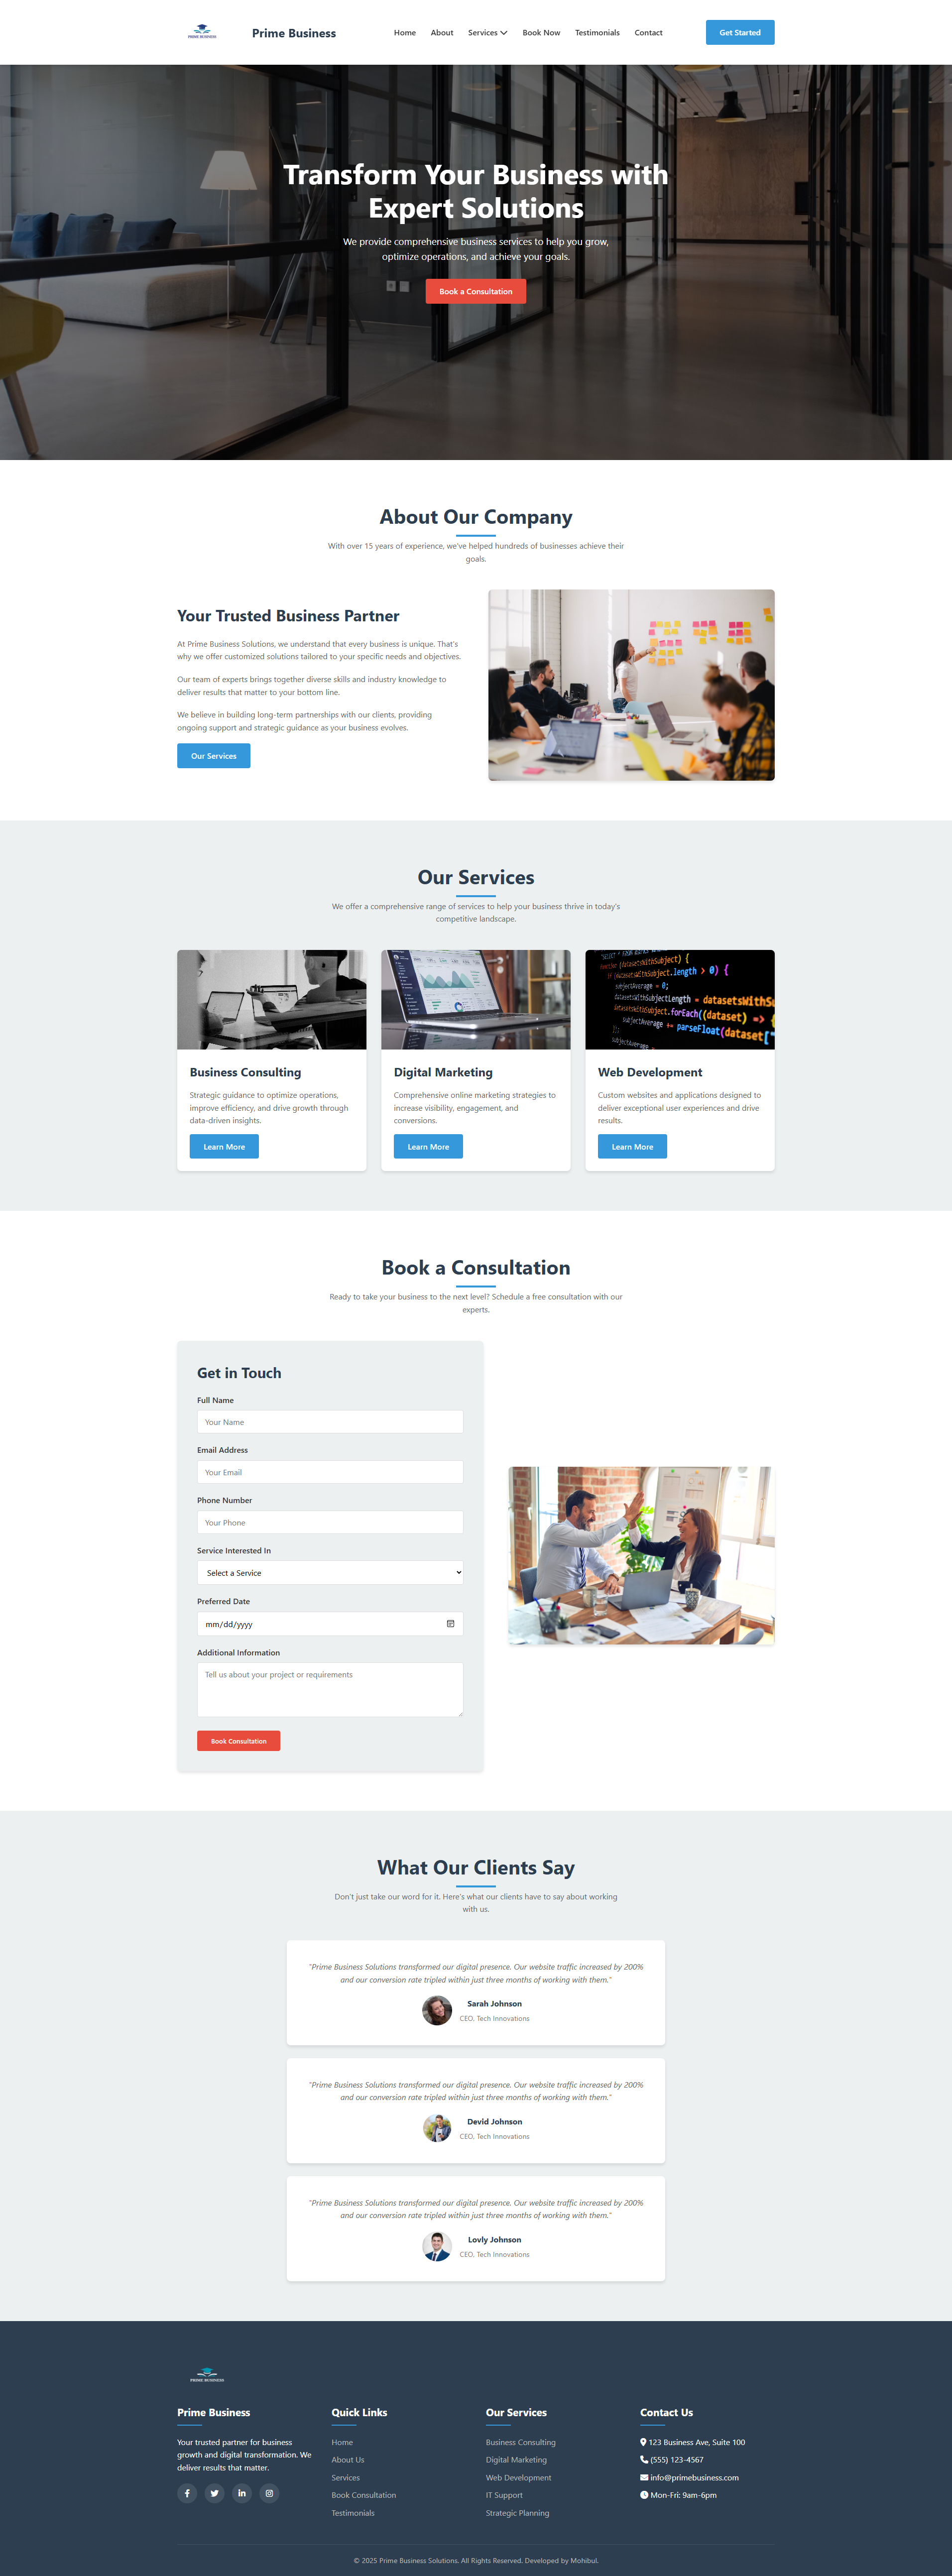 PRIME BUSINESS
Prime Business
Home
About
Services
Book Now
Testimonials
Contact
Get Started
Transform Your Business with
Expert Solutions
We provide comprehensive business services to help you grow,
optimize operations, and achieve your goals.
Book a Consultation
About Our Company
With over 15 years of experience, we've helped hundreds of businesses achieve their
goals.
Your Trusted Business Partner
At Prime Business Solutions, we understand that every business is unique. That's
why we offer customized solutions tailored to your specific needs and objectives.
Our team of experts brings together diverse skills and industry knowledge to
deliver results that matter to your bottom line.
We believe in building long-term partnerships with our clients, providing
ongoing support and strategic guidance as your business evolves.
Our Services
Our Services
We offer a comprehensive range of services to help your business thrive in today's
competitive landscape.
Business Consulting
Strategic guidance to optimize operations,
improve efficiency, and drive growth through
data-driven insights.
Learn More
Digital Marketing
Comprehensive online marketing strategies to
increase visibility, engagement, and
conversions.
Learn More
if (datasetsWithSubject.length > 0) {
subjectAverage = 0;
datasetsWithSubjectLength = datasetsWithSu
datasetsWithSubject.forEach((dataset) => {
subjectAverage += parseFloat(dataset["
});
Web Development
Custom websites and applications designed to
deliver exceptional user experiences and drive
results.
Learn More
Book a Consultation
Ready to take your business to the next level? Schedule a free consultation with our
experts.
Get in Touch
Full Name
Your Name
Email Address
Your Email
Phone Number
Your Phone
Service Interested In
Select a Service
Preferred Date
mm/dd/yyyy
Additional Information
Tell us about your project or requirements
Book Consultation
What Our Clients Say
Don't just take our word for it. Here's what our clients have to say about working
with us.
"Prime Business Solutions transformed our digital presence. Our website traffic increased by 200%
and our conversion rate tripled within just three months of working with them."
Sarah Johnson
CEO, Tech Innovations
"Prime Business Solutions transformed our digital presence. Our website traffic increased by 200%
and our conversion rate tripled within just three months of working with them."
Devid Johnson
CEO, Tech Innovations
"Prime Business Solutions transformed our digital presence. Our website traffic increased by 200%
and our conversion rate tripled within just three months of working with them."
Lovly Johnson
CEO, Tech Innovations
PRIME BUSINESS
Prime Business
Your trusted partner for business
growth and digital transformation. We
deliver results that matter.
Quick Links
Home
About Us
Services
Book Consultation
Testimonials
Our Services
Business Consulting
Digital Marketing
Web Development
IT Support
Strategic Planning
Contact Us
123 Business Ave, Suite 100
(555) 123-4567
info@primebusiness.com
Mon-Fri: 9am-6pm
© 2025 Prime Business Solutions. All Rights Reserved. Developed by Mohibul.